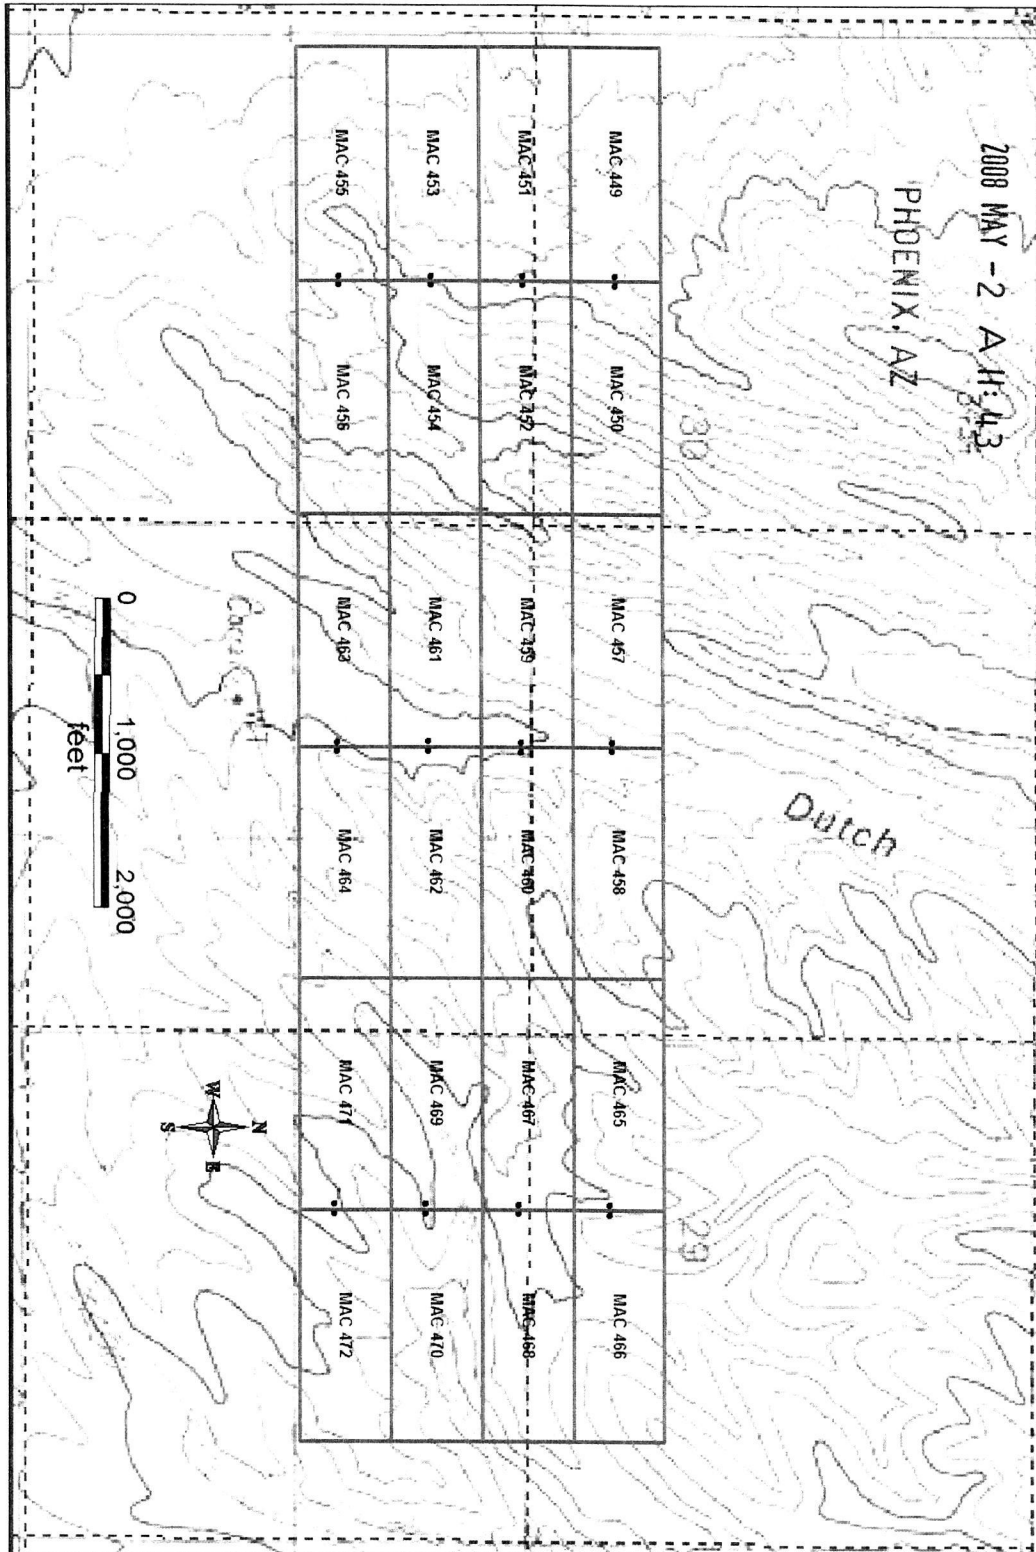 2008 MAY -2 A 11:43
PHOENIX, AZ
MAC 449
MAC 450
MAC 457
MAC 458
MAC 465
MAC 466
MAC 451
MAC 452
MAC 459
MAC 460
MAC 467
MAC 468
MAC 453
MAC 454
MAC 461
MAC 462
MAC 469
MAC 470
MAC 455
MAC 456
MAC 463
MAC 464
MAC 471
MAC 472
30
Dutch
29
0
1,000
2,000
feet
N
W
E
S